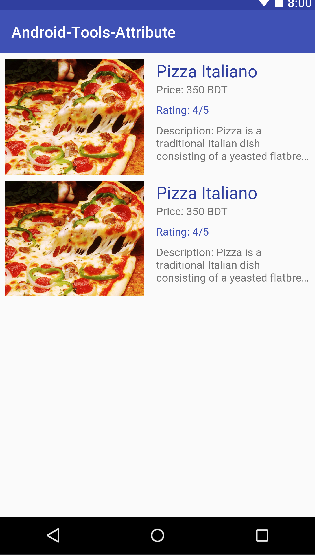 8:00
Android-Tools-Attribute
Pizza Italiano
Price: 350 BDT
Rating: 4/5
Description: Pizza is a
traditional Italian dish
consisting of a yeasted flatbre...
Pizza Italiano
Price: 350 BDT
Rating: 4/5
Description: Pizza is a
traditional Italian dish
consisting of a yeasted flatbre...